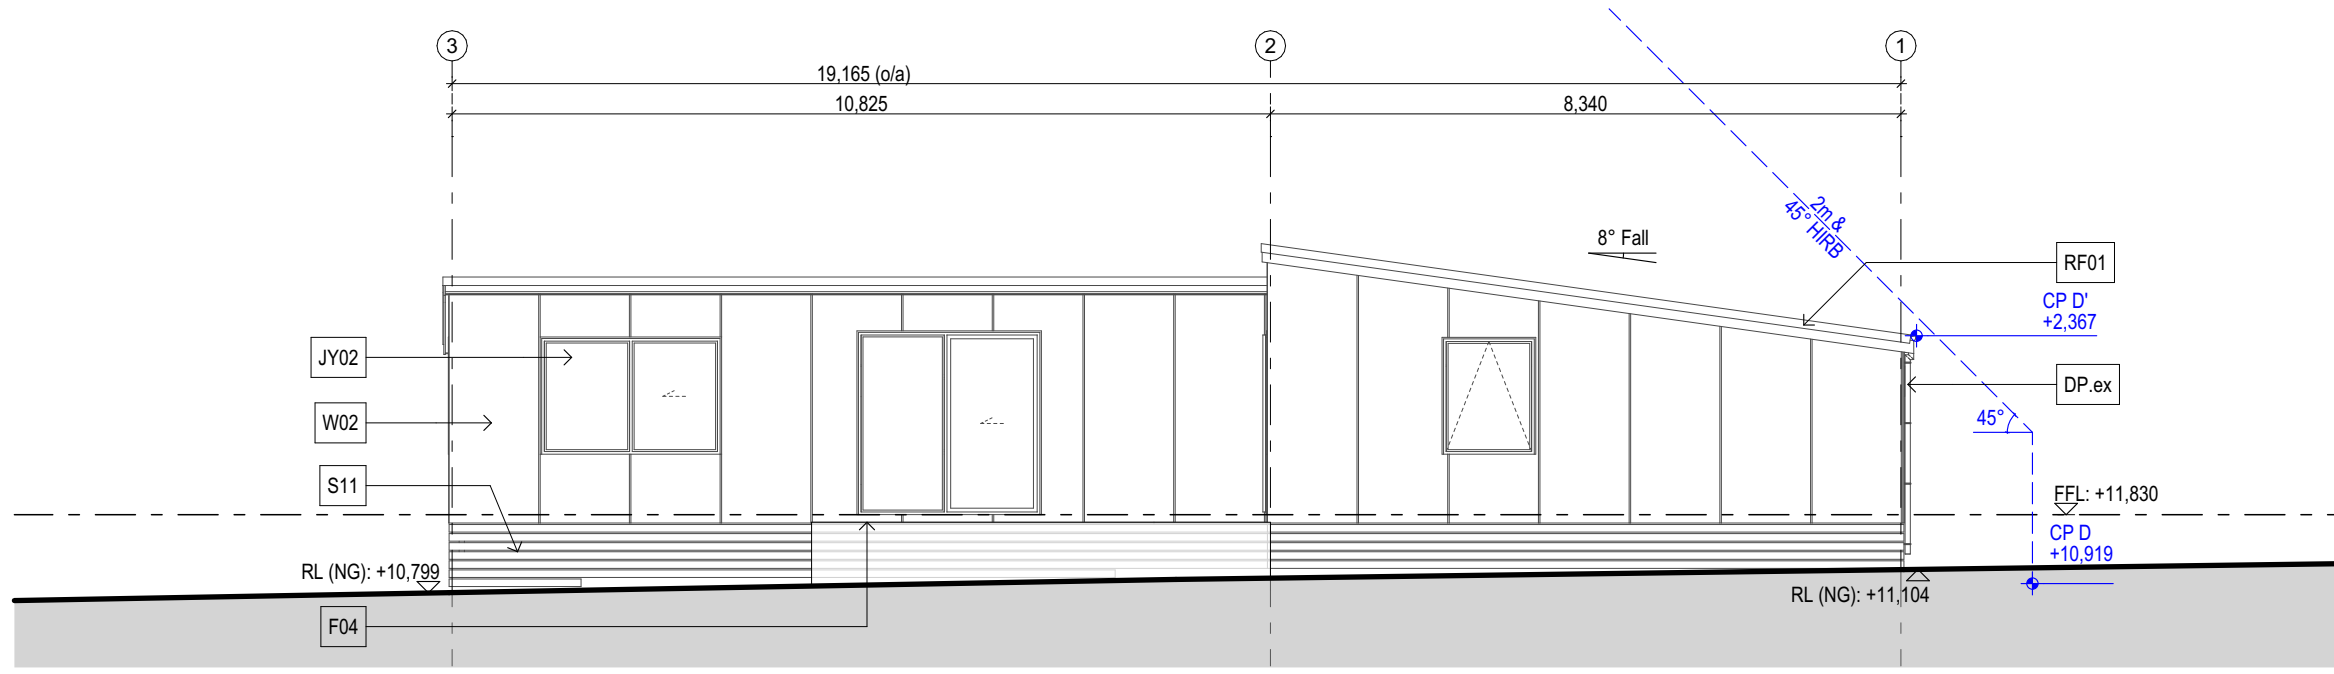 3
2
1
19,165 (o/a)
10,825
8,340
2m &
45° HIRB
8° Fall
RF01
CP D'
+2,367
JY02
DP.ex
W02
45°
S11
FFL: +11,830
CP D
+10,919
RL (NG): +10,799
RL (NG): +11,104
F04